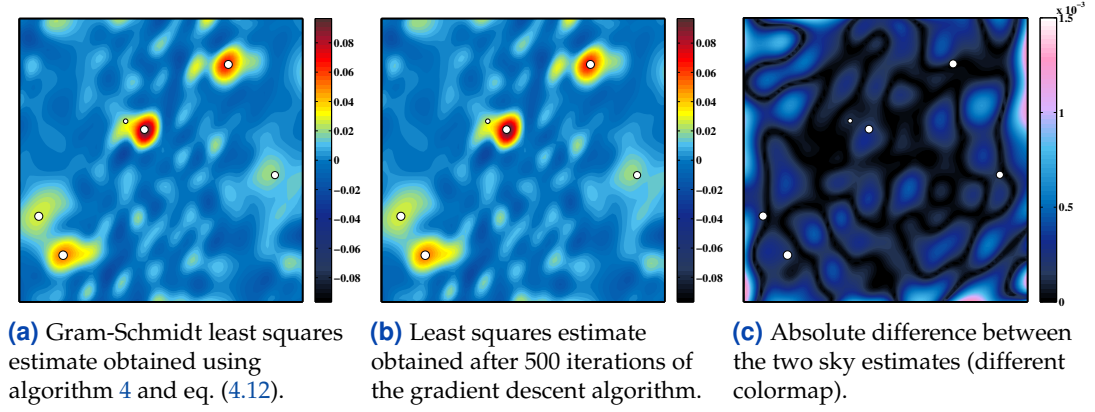 0.08
0.06
0.04
0.02
0
−0.02
−0.04
−0.06
−0.08
0.08
0.06
0.04
0.02
0
−0.02
−0.04
−0.06
−0.08
x 10⁻³
1.5
1
0.5
0
(a) Gram-Schmidt least squares
estimate obtained using
algorithm 4 and eq. (4.12).
(b) Least squares estimate
obtained after 500 iterations of
the gradient descent algorithm.
(c) Absolute difference between
the two sky estimates (different
colormap).